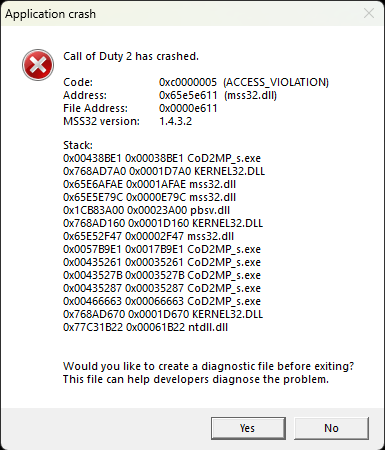 Application crash
Call of Duty 2 has crashed.
Code: 0xc0000005 (ACCESS_VIOLATION)
Address: 0x65e5e611 (mss32.dll)
File Address: 0x0000e611
MSS32 version: 1.4.3.2
Stack:
0x00438BE1 0x00038BE1 CoD2MP_s.exe
0x768AD7A0 0x0001D7A0 KERNEL32.DLL
0x65E6AFAE 0x0001AFAE mss32.dll
0x65E5E79C 0x0000E79C mss32.dll
0x1CB83A00 0x00023A00 pbsv.dll
0x768AD160 0x0001D160 KERNEL32.DLL
0x65E52F47 0x00002F47 mss32.dll
0x0057B9E1 0x0017B9E1 CoD2MP_s.exe
0x00435261 0x00035261 CoD2MP_s.exe
0x0043527B 0x0003527B CoD2MP_s.exe
0x00435287 0x00035287 CoD2MP_s.exe
0x00466663 0x00066663 CoD2MP_s.exe
0x768AD670 0x0001D670 KERNEL32.DLL
0x77C31B22 0x00061B22 ntdll.dll
Would you like to create a diagnostic file before exiting?
This file can help developers diagnose the problem.
Yes No